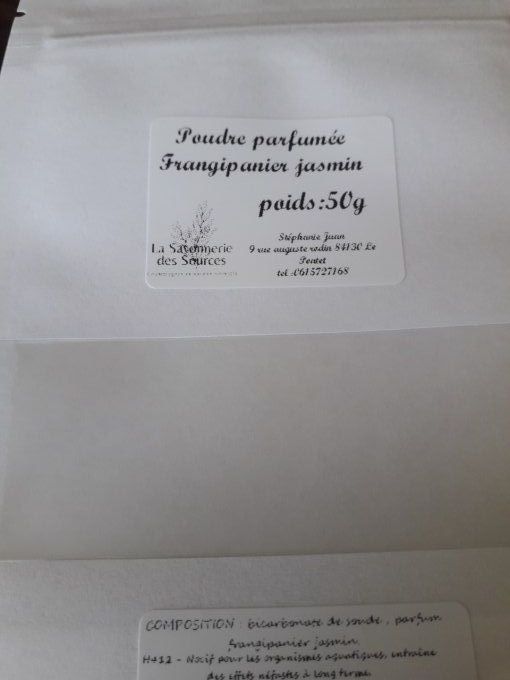 Poudre parfumée
Frangipanier jasmin
poids:50g
La Savonnerie
des Sources
Stéphanie Juan
9 rue auguste rodin 84130 Le
Pontet
tel :0615727168
COMPOSITION : bicarbonate de soude, parfum
frangipanier jasmin.
H412 - Nocif pour les organismes aquatiques, entraîne
des effets néfastes à long terme.